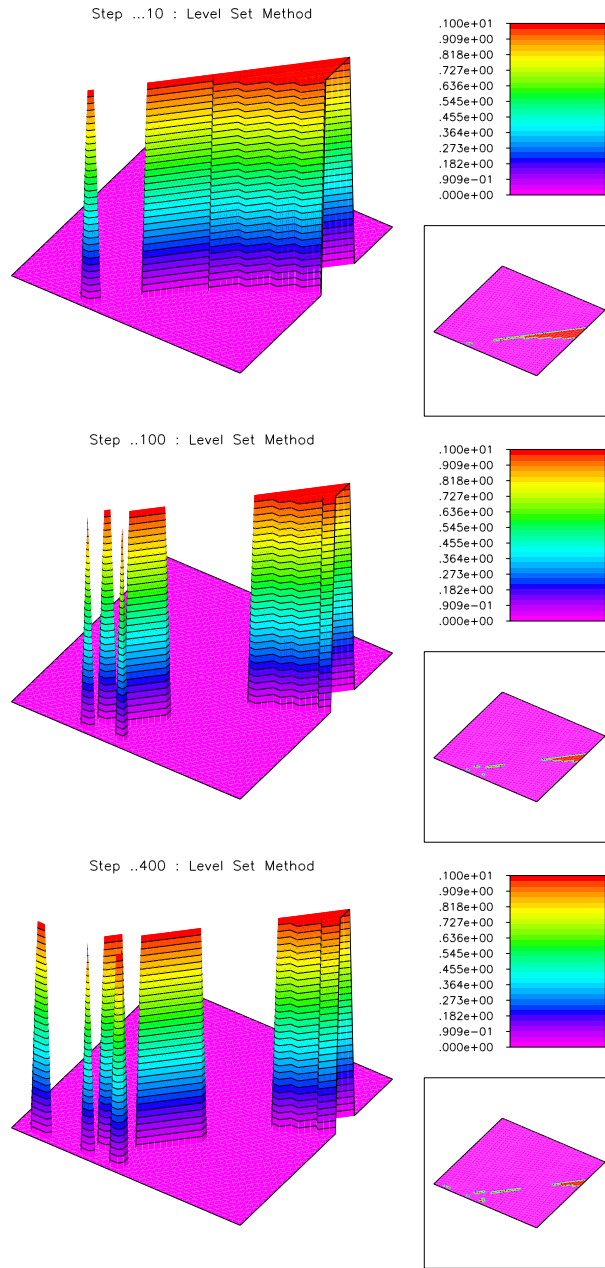 Step ...10 : Level Set Method
.100e+01
.909e+00
.818e+00
.727e+00
.636e+00
.545e+00
.455e+00
.364e+00
.273e+00
.182e+00
.909e-01
.000e+00
Step ..100 : Level Set Method
.100e+01
.909e+00
.818e+00
.727e+00
.636e+00
.545e+00
.455e+00
.364e+00
.273e+00
.182e+00
.909e-01
.000e+00
Step ..400 : Level Set Method
.100e+01
.909e+00
.818e+00
.727e+00
.636e+00
.545e+00
.455e+00
.364e+00
.273e+00
.182e+00
.909e-01
.000e+00